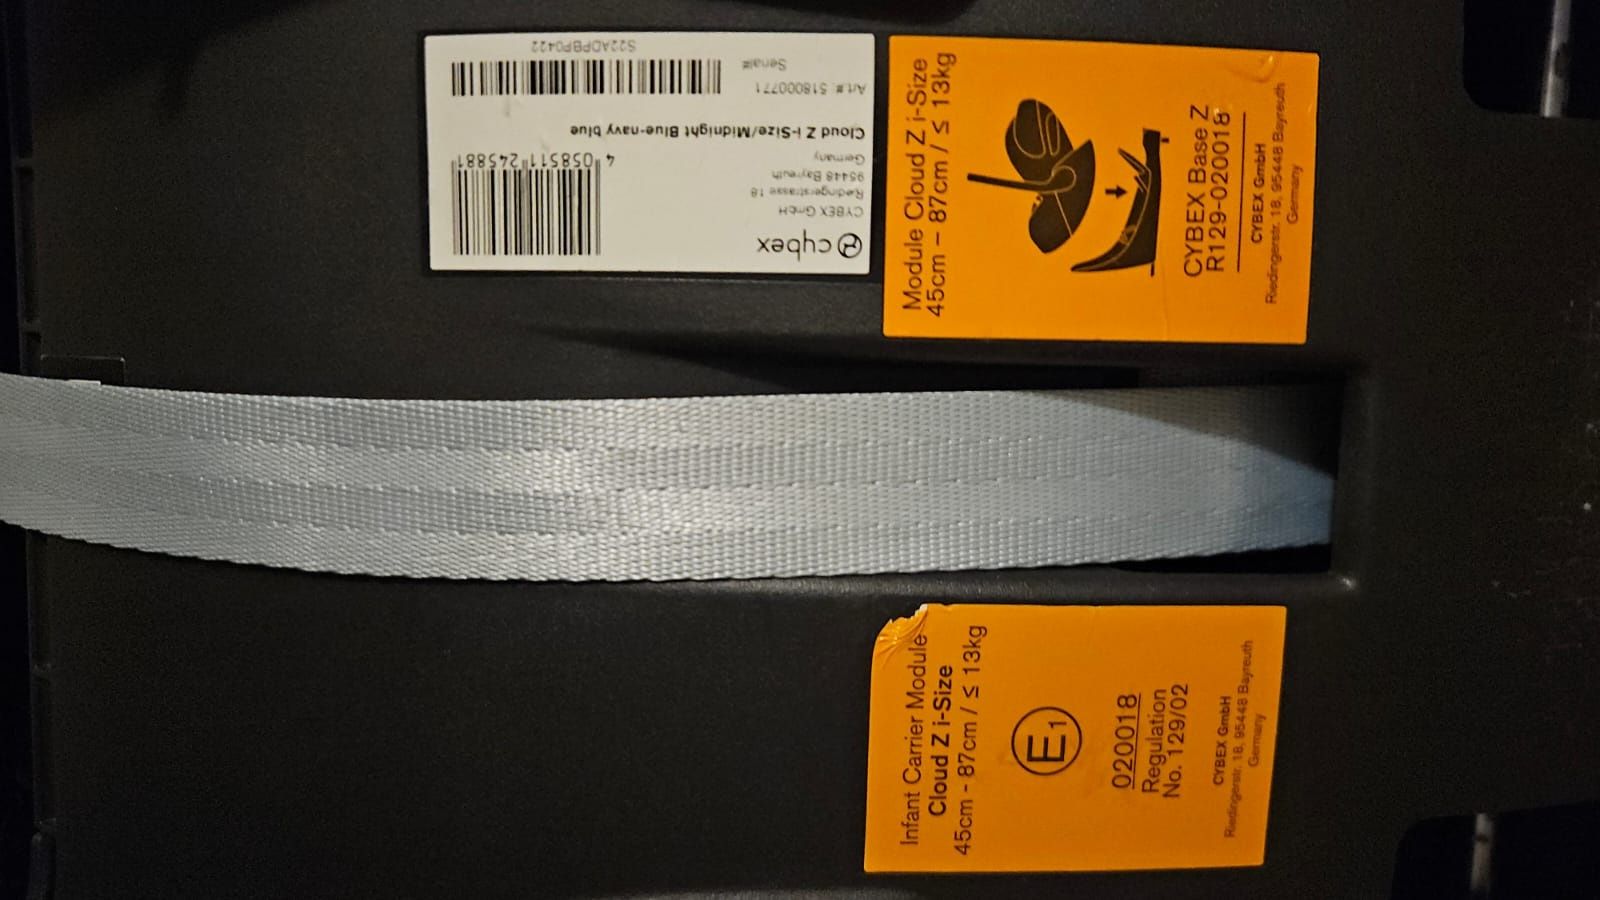 cybex
CYBEX GmbH
Riedingerstrasse 18
95448 Bayreuth
Germany
4 058511 245881
Cloud Z i-Size/Midnight Blue-navy blue
Art.#: 518000771
Serial#
S22ADPBP0422
Module Cloud Z i-Size
45cm – 87cm / ≤ 13kg
CYBEX Base Z
R129-020018
CYBEX GmbH
Riedingerstr. 18, 95448 Bayreuth
Germany
Infant Carrier Module
Cloud Z i-Size
45cm - 87cm / ≤ 13kg
E1
020018
Regulation
No. 129/02
CYBEX GmbH
Riedingerstr. 18, 95448 Bayreuth
Germany